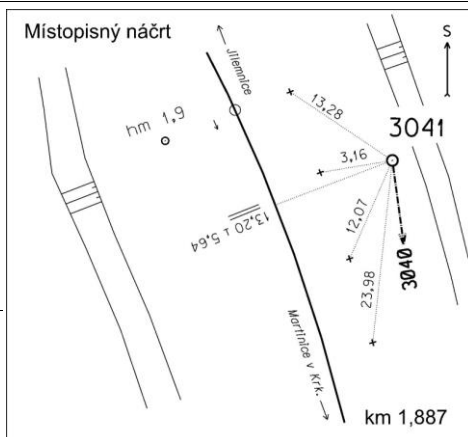 Místopisný náčrt
S
Jilemnice
hm 1,9
13,28
3041
3,16
13,20 ⊥ 5,64
12,07
3040
23,98
Martinice v Krk.
km 1,887